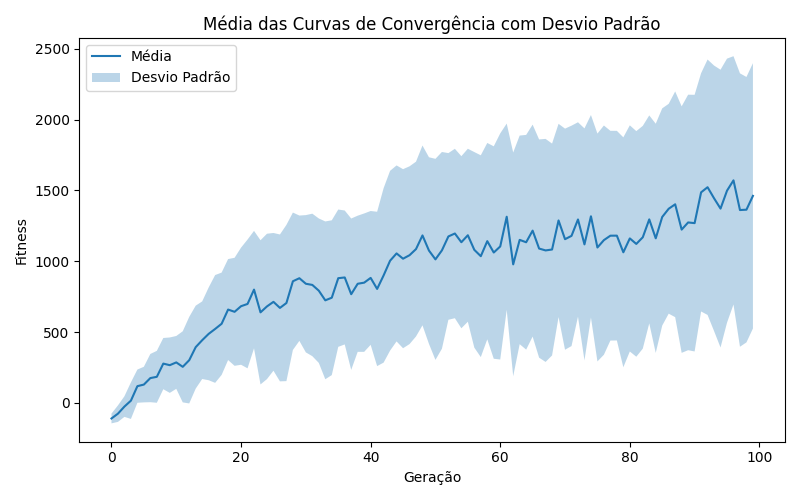 Média das Curvas de Convergência com Desvio Padrão
Média
Desvio Padrão
Fitness
2500
2000
1500
1000
500
0
0 20 40 60 80 100
Geração